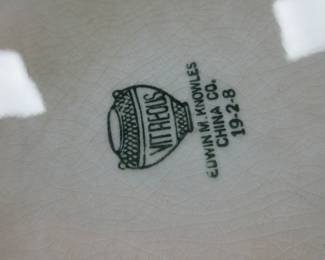 VITREOUS
EDWIN M. KNOWLES
CHINA CO.
19-2-8